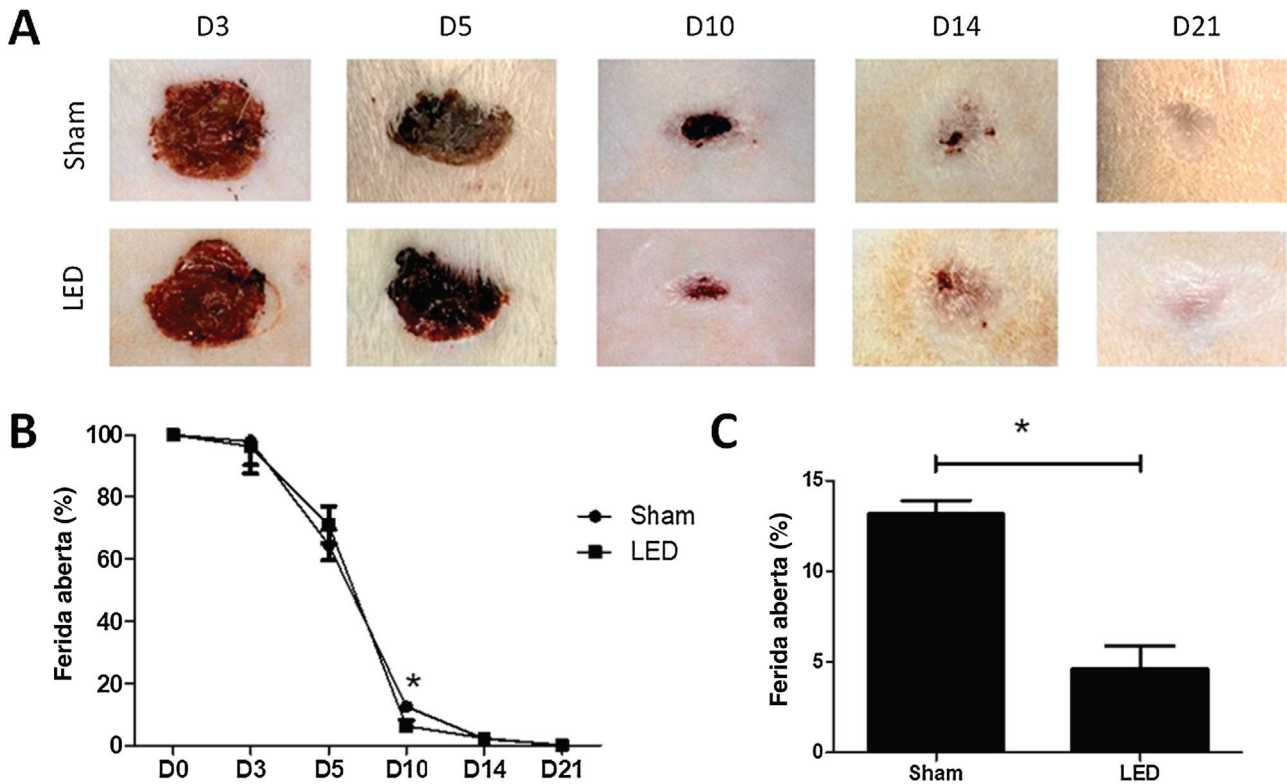 A
D3 D5 D10 D14 D21
Sham
LED
B
Ferida aberta (%)
100
80
60
40
20
0
D0 D3 D5 D10 D14 D21
*
Sham
LED
C
*
Ferida aberta (%)
15
10
5
0
Sham LED